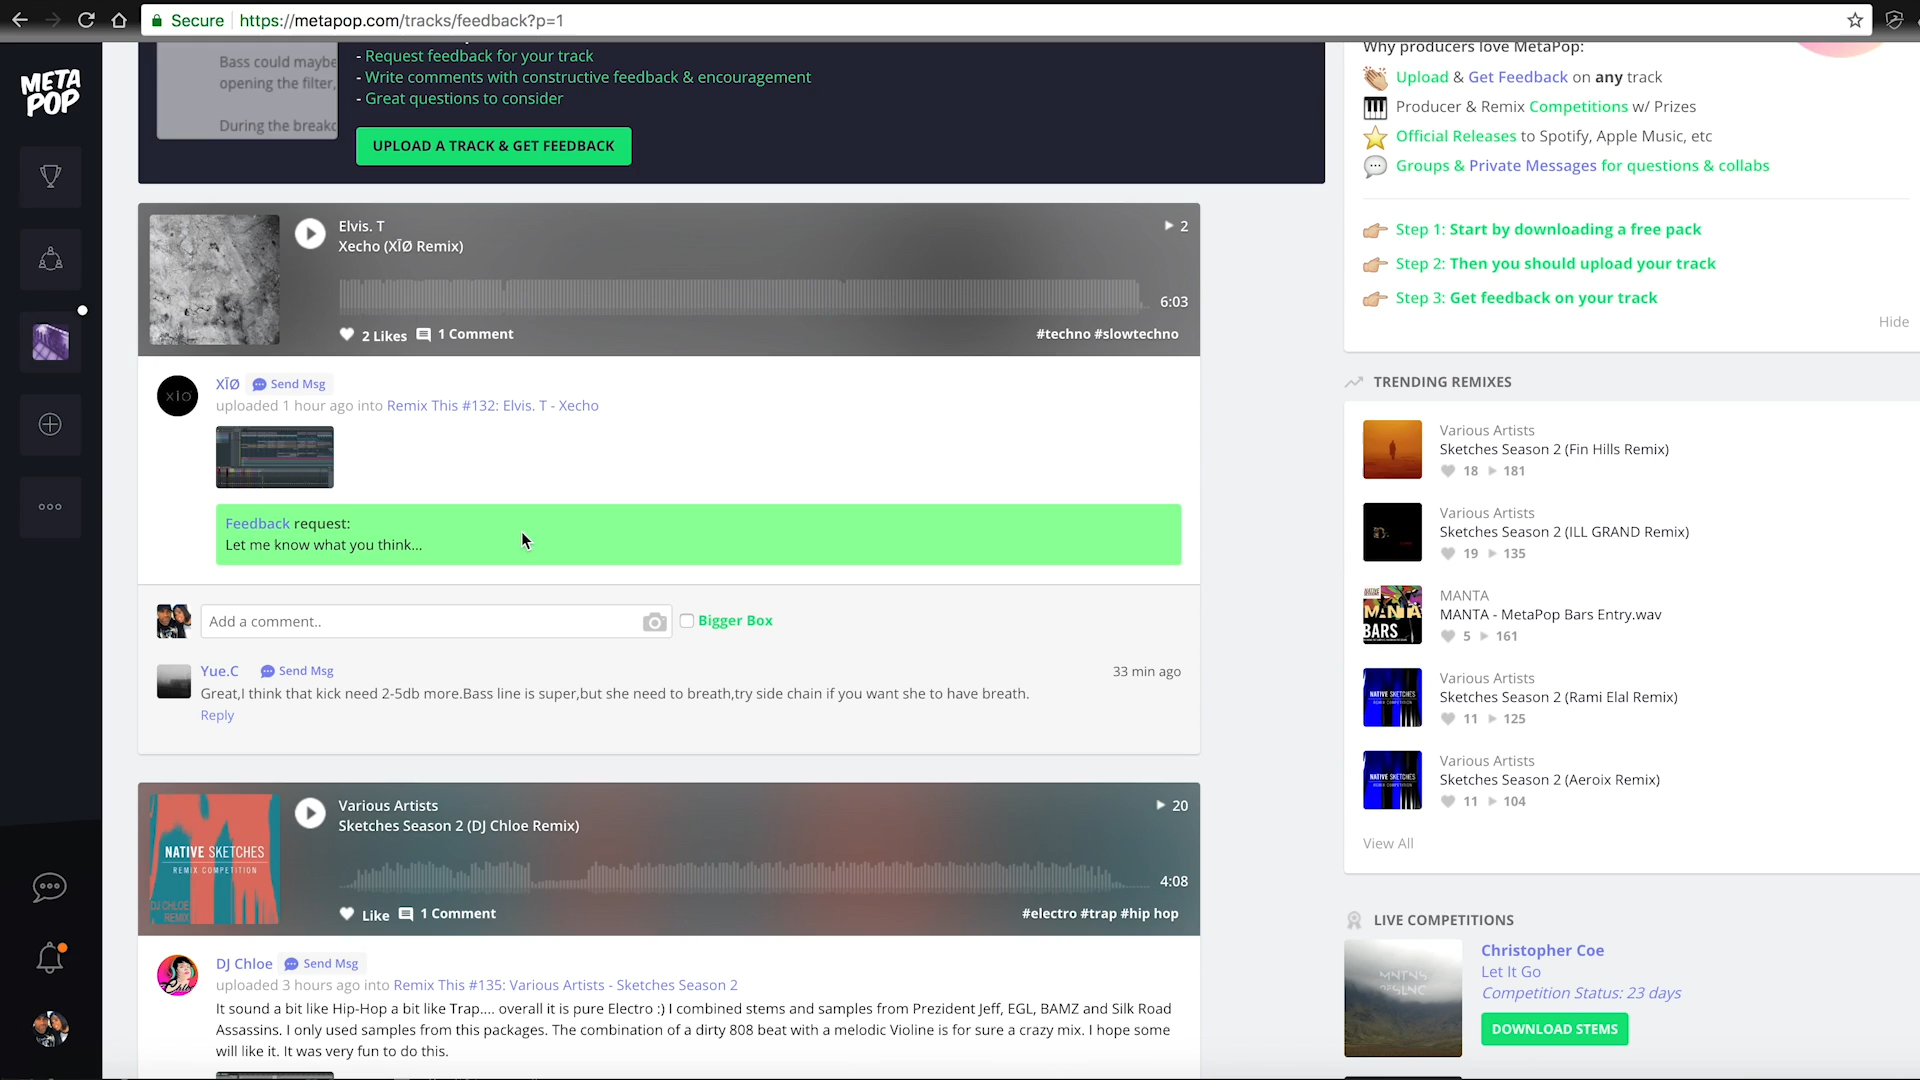 Secure https://metapop.com/tracks/feedback?p=1
META
POP
Bass could maybe
opening the filter,
During the breakd
- Request feedback for your track
- Write comments with constructive feedback & encouragement
- Great questions to consider
UPLOAD A TRACK & GET FEEDBACK
Elvis. T
Xecho (XĪØ Remix)
2
6:03
2 Likes 1 Comment
#techno #slowtechno
xio
XĪØ Send Msg
uploaded 1 hour ago into Remix This #132: Elvis. T - Xecho
Feedback request:
Let me know what you think...
Add a comment..
Bigger Box
Yue.C Send Msg
33 min ago
Great,I think that kick need 2-5db more.Bass line is super,but she need to breath,try side chain if you want she to have breath.
Reply
NATIVE SKETCHES
REMIX COMPETITION
DJ CHLOE
REMIX
Various Artists
Sketches Season 2 (DJ Chloe Remix)
20
4:08
Like 1 Comment
#electro #trap #hip hop
DJ Chloe Send Msg
uploaded 3 hours ago into Remix This #135: Various Artists - Sketches Season 2
It sound a bit like Hip-Hop a bit like Trap.... overall it is pure Electro :) I combined stems and samples from Prezident Jeff, EGL, BAMZ and Silk Road
Assassins. I only used samples from this packages. The combination of a dirty 808 beat with a melodic Violine is for sure a crazy mix. I hope some
will like it. It was very fun to do this.
Why producers love MetaPop:
Upload & Get Feedback on any track
Producer & Remix Competitions w/ Prizes
Official Releases to Spotify, Apple Music, etc
Groups & Private Messages for questions & collabs
Step 1: Start by downloading a free pack
Step 2: Then you should upload your track
Step 3: Get feedback on your track
Hide
TRENDING REMIXES
Various Artists
Sketches Season 2 (Fin Hills Remix)
18 181
Various Artists
Sketches Season 2 (ILL GRAND Remix)
19 135
MANTA
BARS
MANTA
MANTA - MetaPop Bars Entry.wav
5 161
NATIVE SKETCHES
REMIX COMPETITION
Various Artists
Sketches Season 2 (Rami Elal Remix)
11 125
NATIVE SKETCHES
REMIX COMPETITION
Various Artists
Sketches Season 2 (Aeroix Remix)
11 104
View All
LIVE COMPETITIONS
Christopher Coe
Let It Go
Competition Status: 23 days
DOWNLOAD STEMS